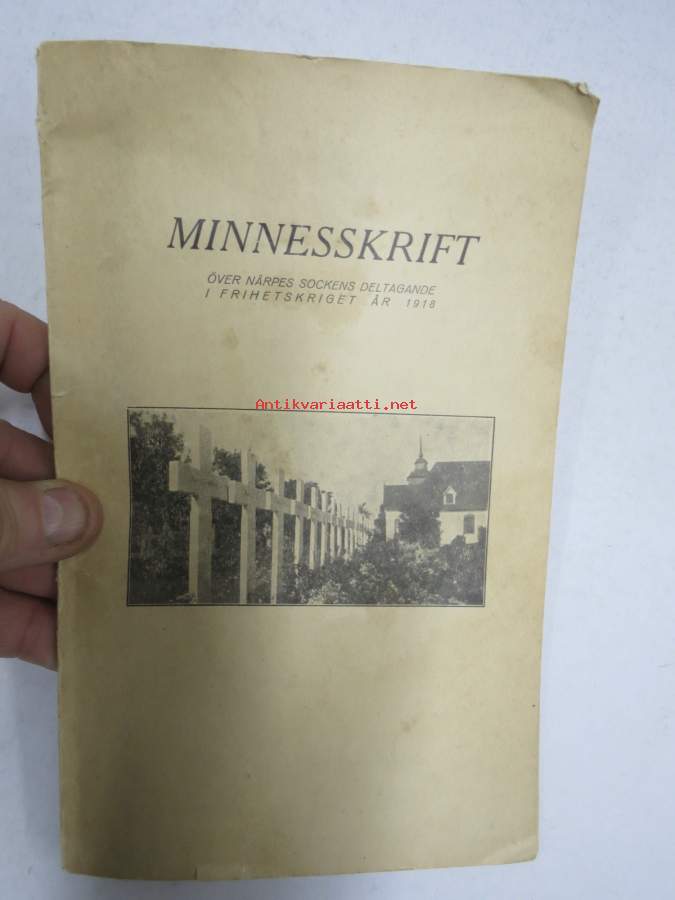 MINNESSKRIFT
ÖVER NÄRPES SOCKENS DELTAGANDE
I FRIHETSKRIGET ÅR 1918
Antikvariaatti.net